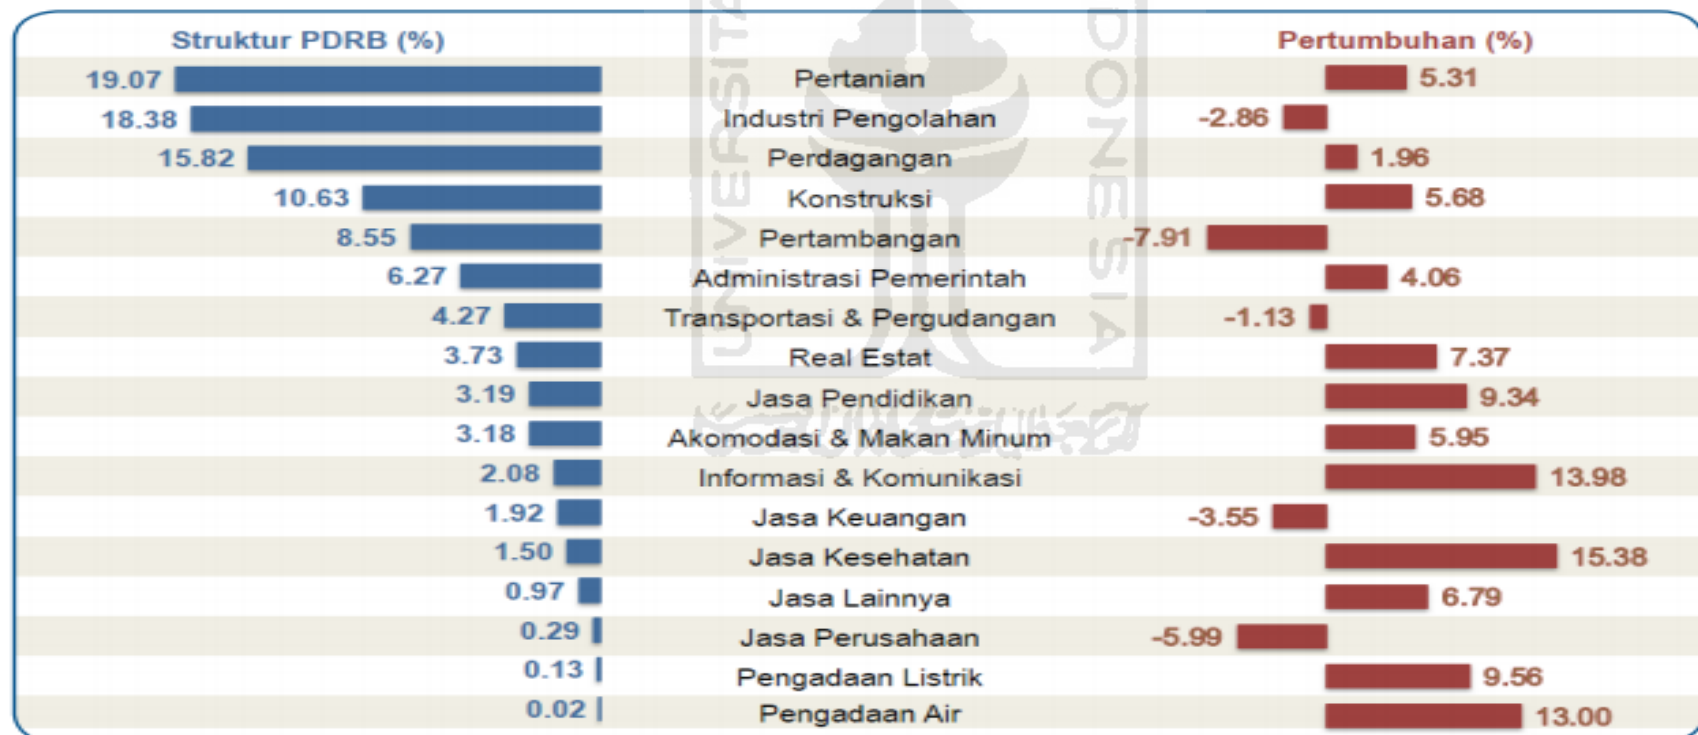 Struktur PDRB (%) Pertumbuhan (%)
19.07 Pertanian 5.31
18.38 Industri Pengolahan -2.86
15.82 Perdagangan 1.96
10.63 Konstruksi 5.68
8.55 Pertambangan -7.91
6.27 Administrasi Pemerintah 4.06
4.27 Transportasi & Pergudangan -1.13
3.73 Real Estat 7.37
3.19 Jasa Pendidikan 9.34
3.18 Akomodasi & Makan Minum 5.95
2.08 Informasi & Komunikasi 13.98
1.92 Jasa Keuangan -3.55
1.50 Jasa Kesehatan 15.38
0.97 Jasa Lainnya 6.79
0.29 Jasa Perusahaan -5.99
0.13 Pengadaan Listrik 9.56
0.02 Pengadaan Air 13.00
UNIVERSITA
DONESIA